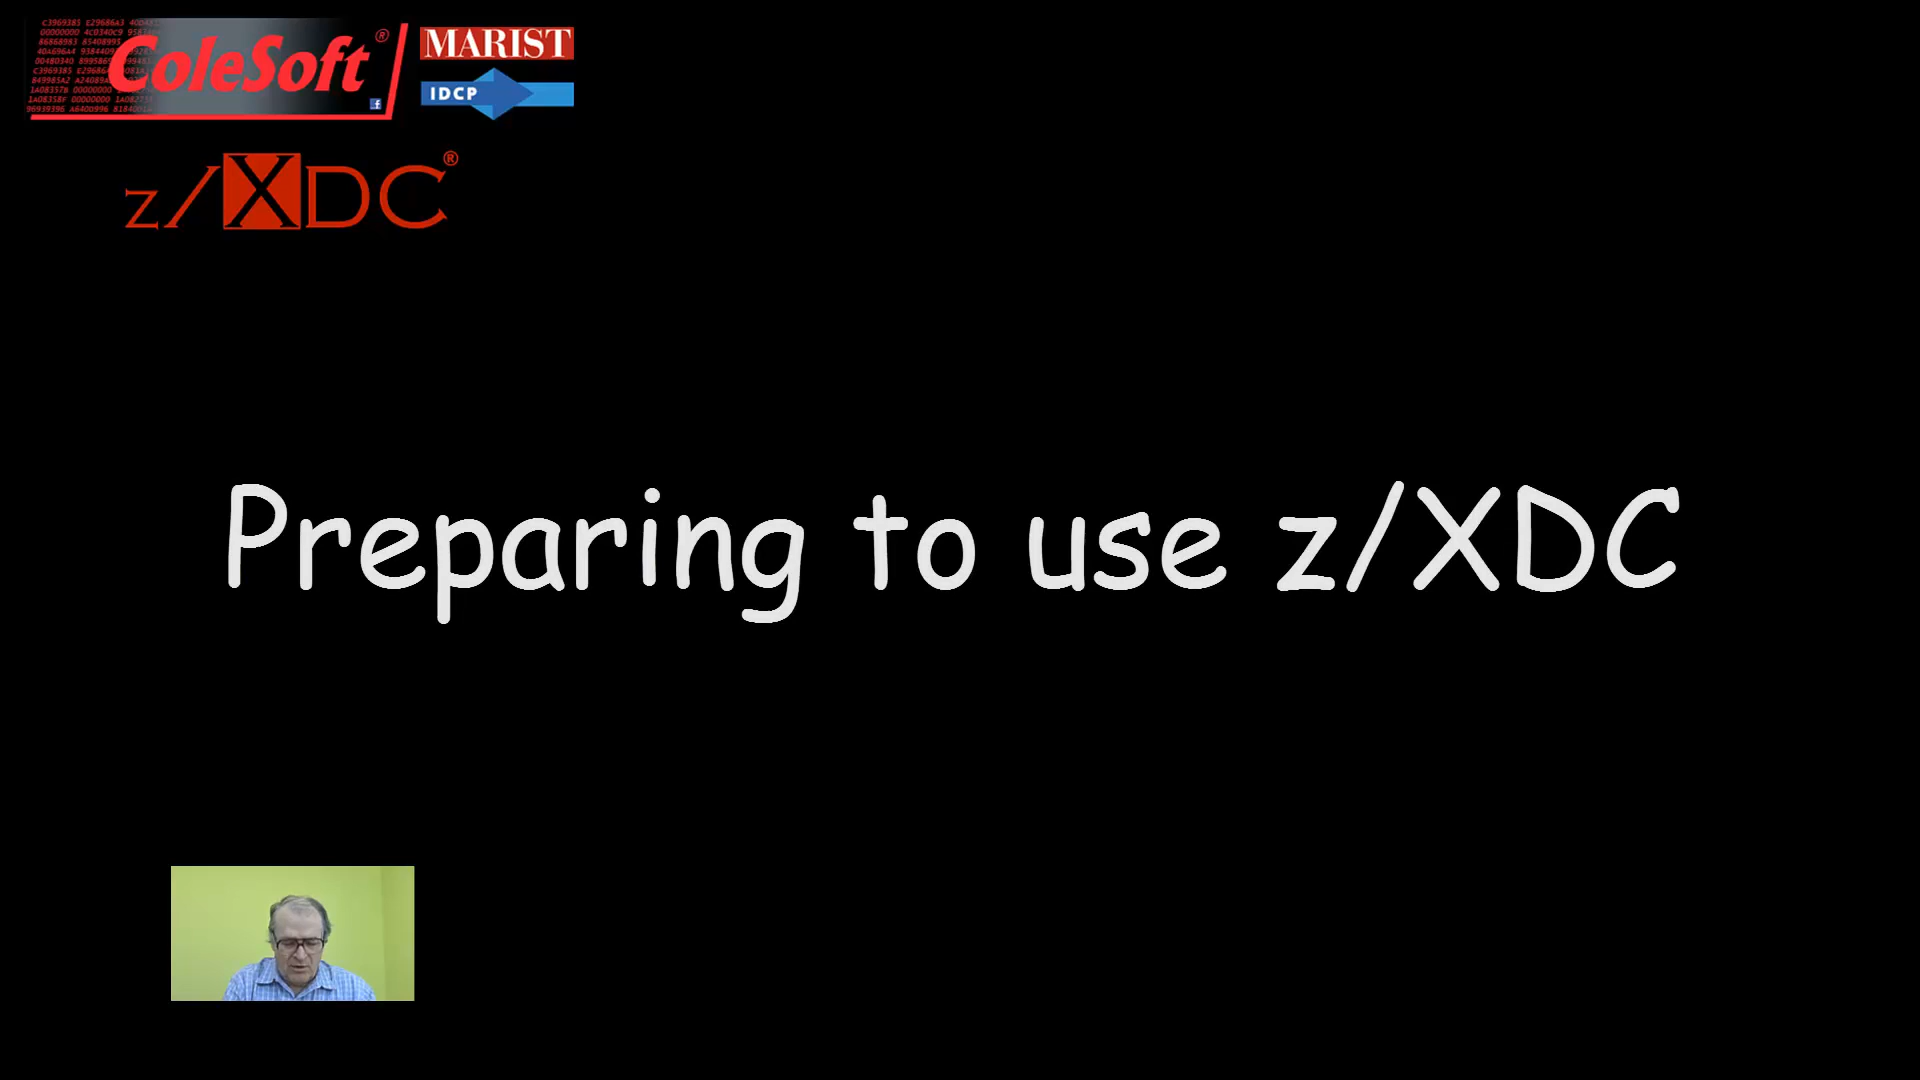 ColeSoft®
MARIST
IDCP
z/XDC®
Preparing to use z/XDC